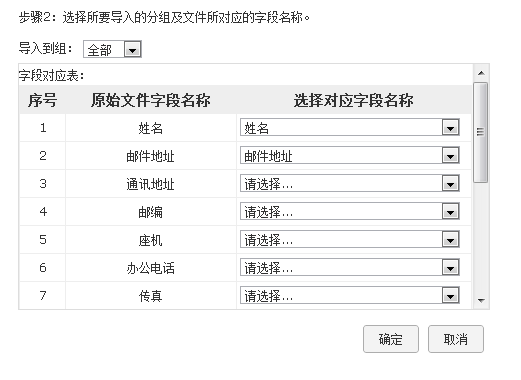 步骤2：选择所要导入的分组及文件所对应的字段名称。
导入到组： 全部
字段对应表：
序号 原始文件字段名称 选择对应字段名称
1 姓名 姓名
2 邮件地址 邮件地址
3 通讯地址 请选择...
4 邮编 请选择...
5 座机 请选择...
6 办公电话 请选择...
7 传真 请选择...
确定 取消